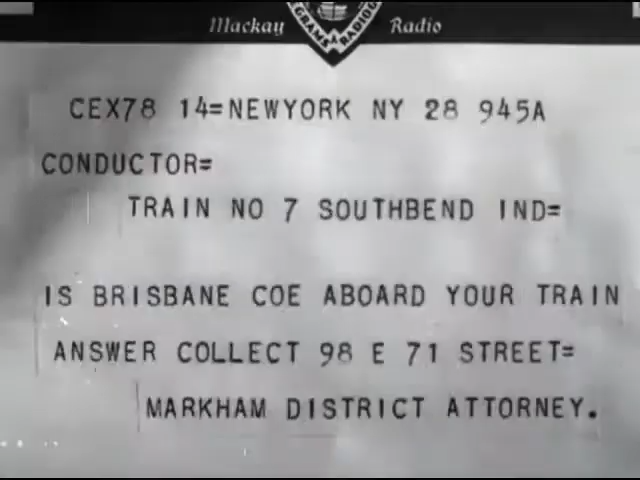 Mackay Radio
CEX78 14=NEWYORK NY 28 945A
CONDUCTOR=
TRAIN NO 7 SOUTHBEND IND=
IS BRISBANE COE ABOARD YOUR TRAIN
ANSWER COLLECT 98 E 71 STREET=
MARKHAM DISTRICT ATTORNEY.